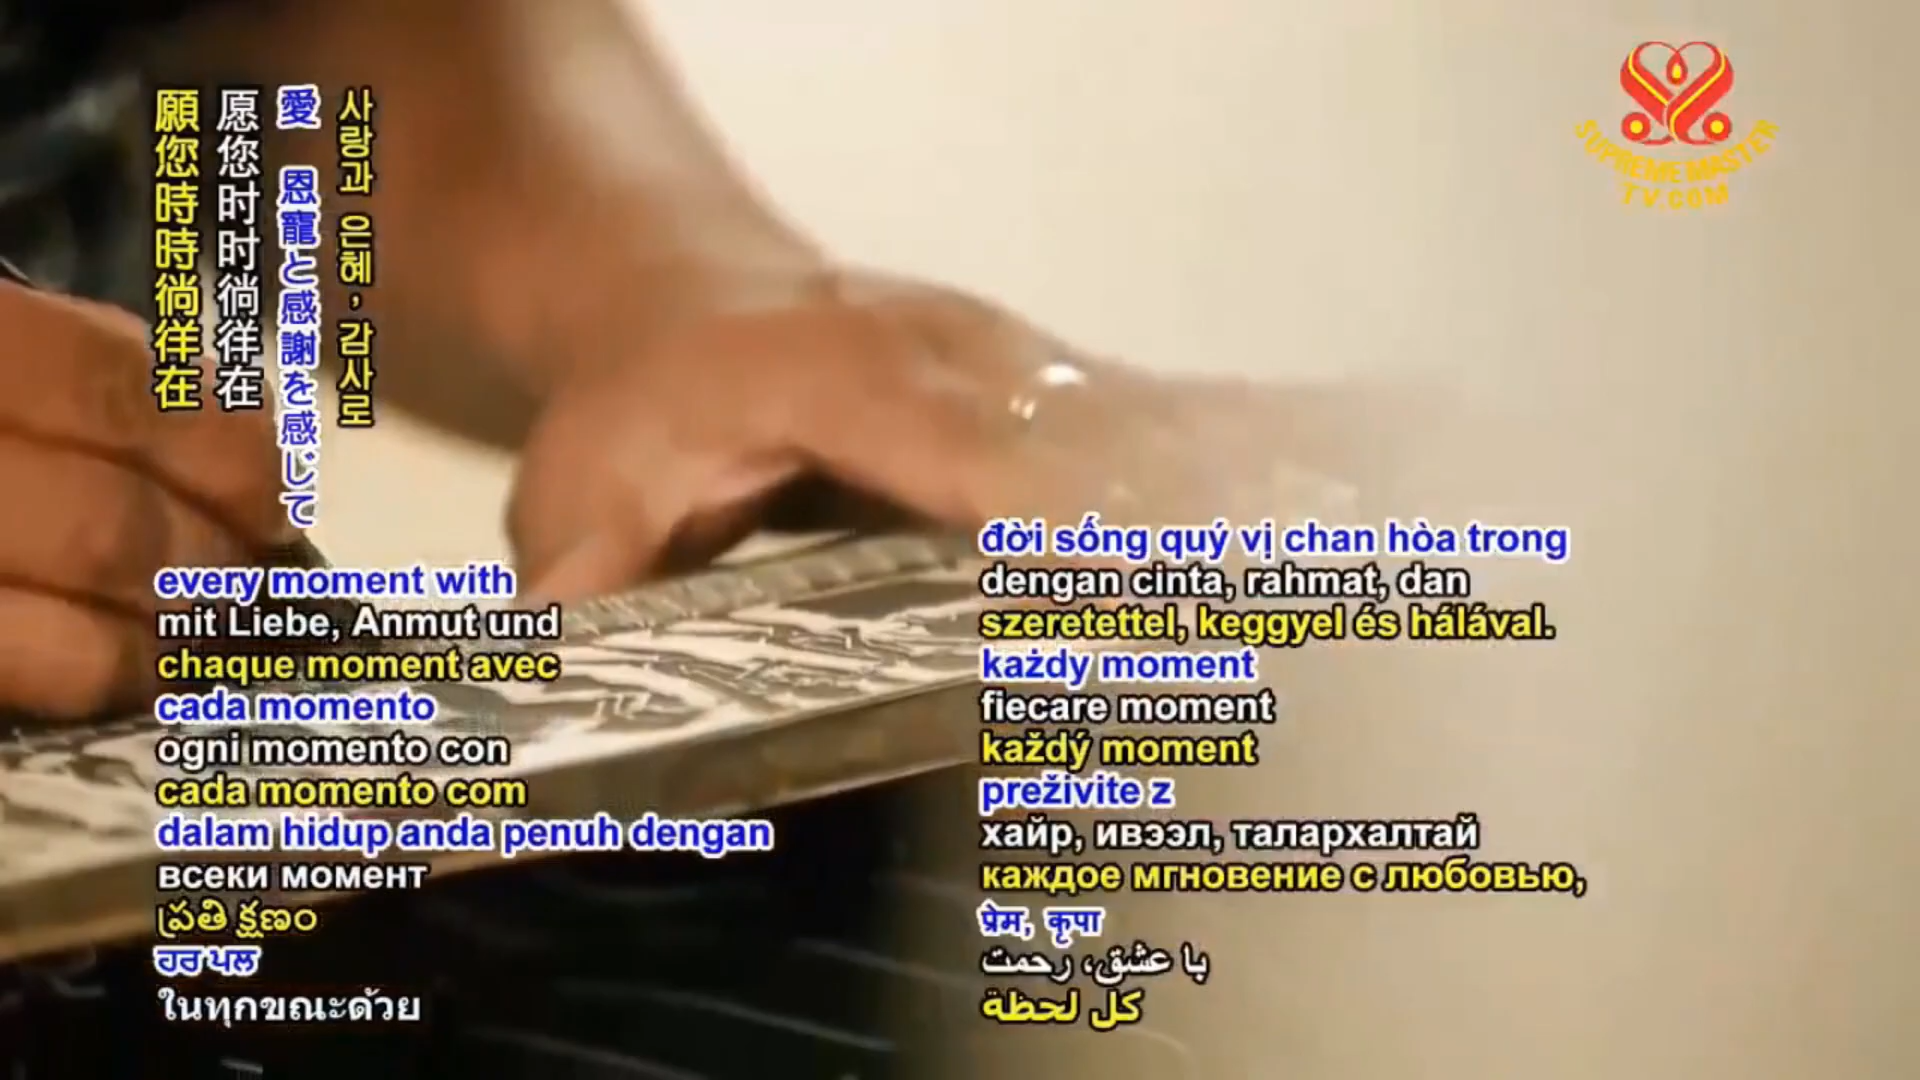 願您時時徜徉在
愿您时时徜徉在
愛 恩寵と感謝を感じて
사랑과 은혜, 감사로
SUPREME MASTER
TV.COM
every moment with
mit Liebe, Anmut und
chaque moment avec
cada momento
ogni momento con
cada momento com
dalam hidup anda penuh dengan
всеки момент
ప్రతి క్షణం
ਹਰ ਪਲ
ในทุกขณะด้วย
đời sống quý vị chan hòa trong
dengan cinta, rahmat, dan
szeretettel, keggyel és hálával.
każdy moment
fiecare moment
každý moment
preživite z
хайр, ивээл, талархалтай
каждое мгновение с любовью,
प्रेम, कृपा
با عشق، رحمت
كل لحظة